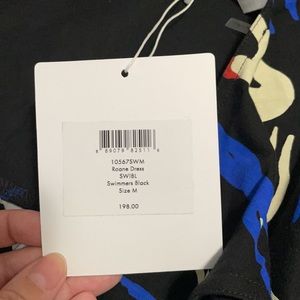 10567SWM
Roane Dress
SWIBL
Swimmers Black
Size M
198.00